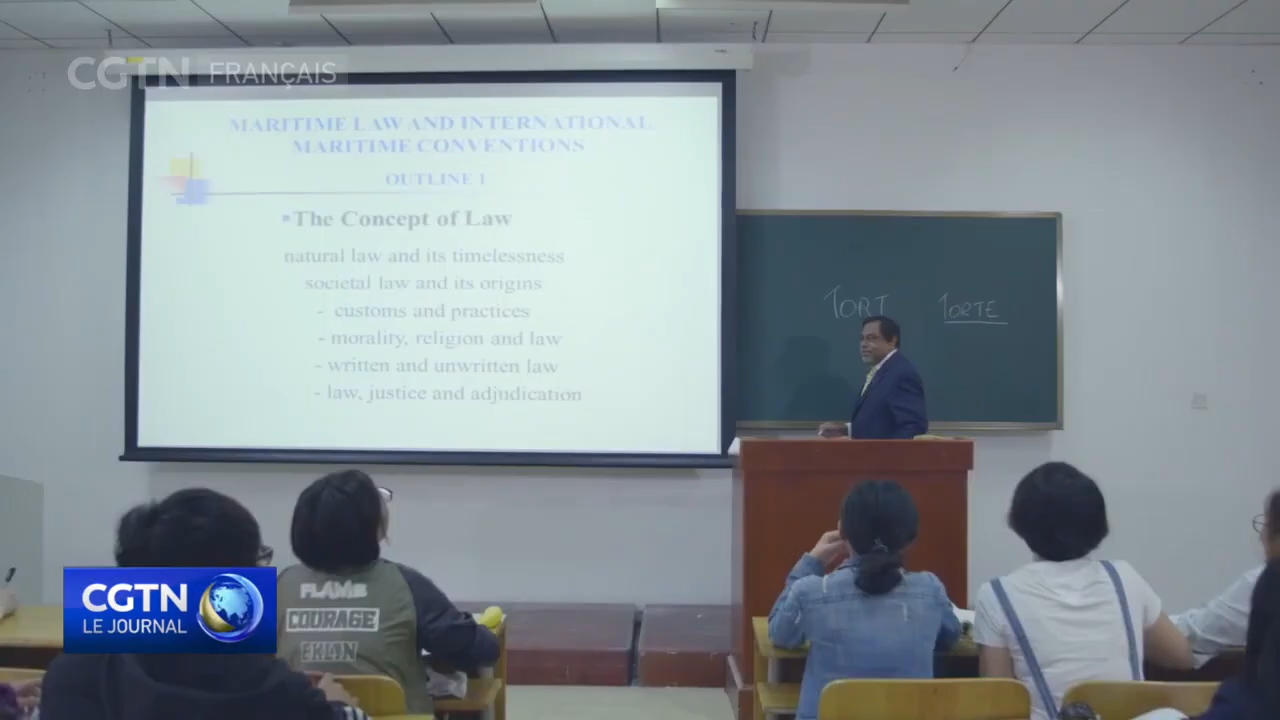 CGTN FRANÇAIS
MARITIME LAW AND INTERNATIONAL
MARITIME CONVENTIONS
OUTLINE 1
▪The Concept of Law
natural law and its timelessness
societal law and its origins
- customs and practices
- morality, religion and law
- written and unwritten law
- law, justice and adjudication
TORT TORTE
FLAME
COURAGE
CGTN
LE JOURNAL